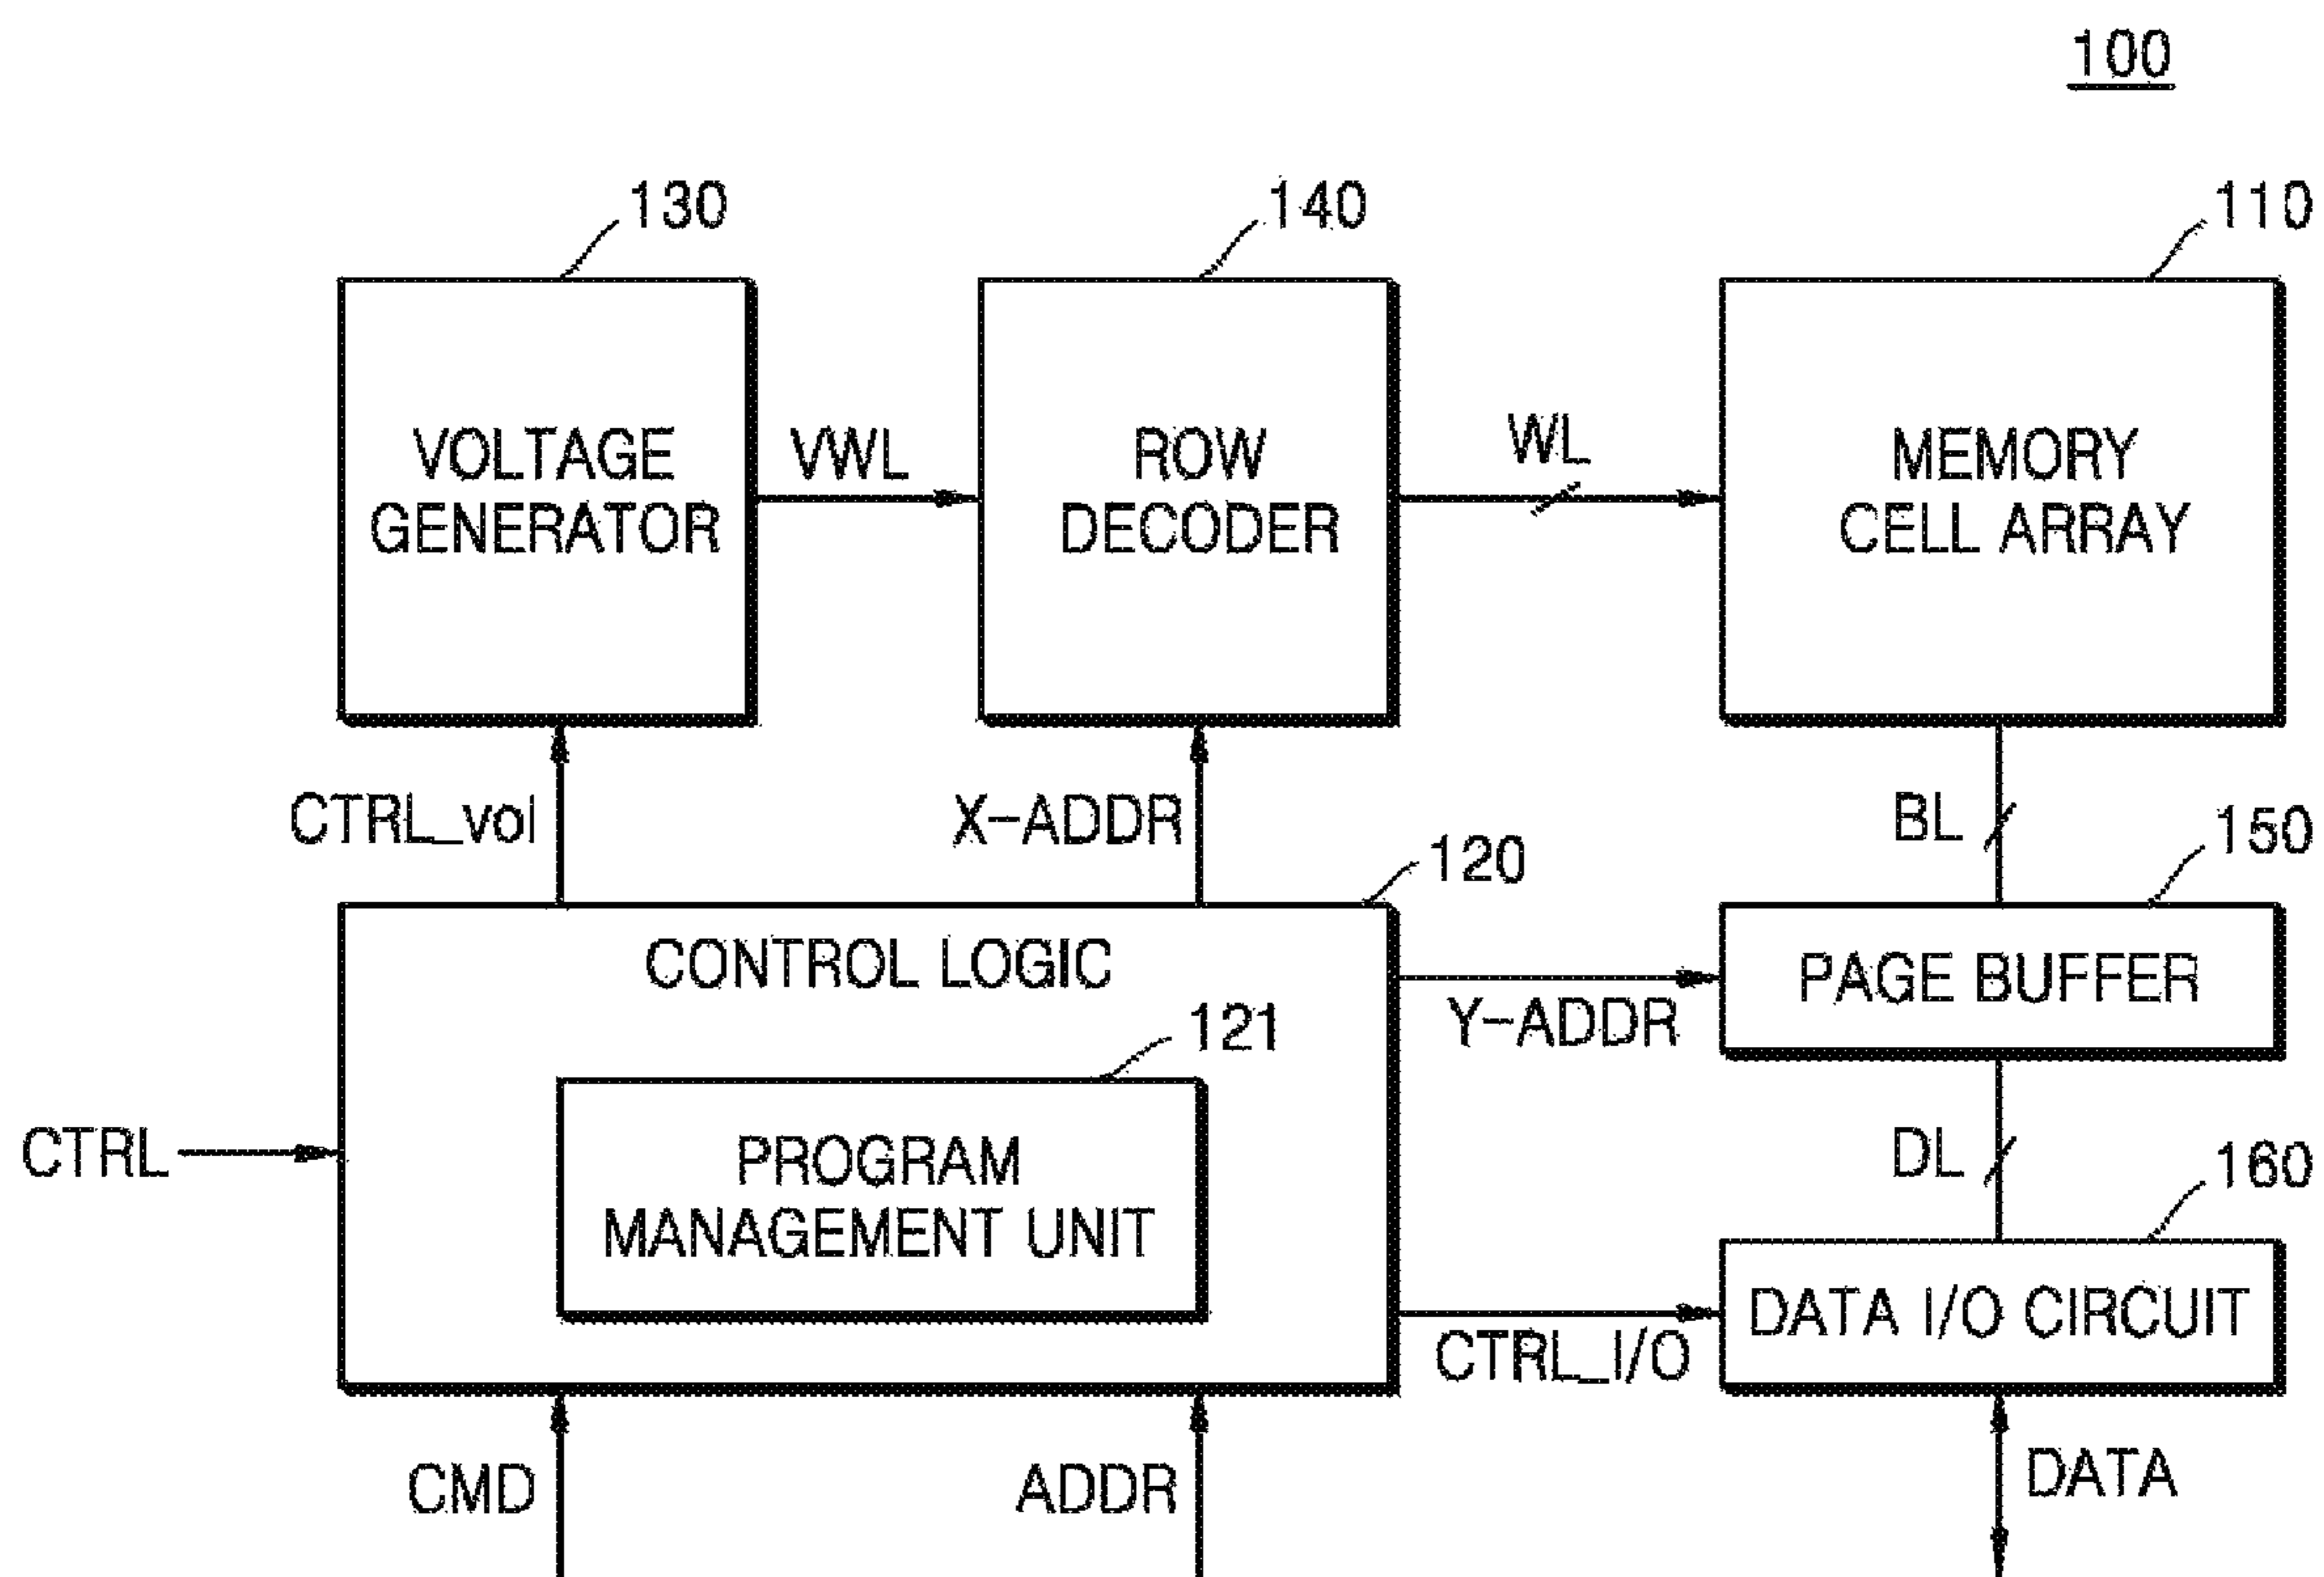 100
130
140
110
VOLTAGE
GENERATOR
VWL
ROW
DECODER
WL
MEMORY
CELL ARRAY
CTRL_vol
X-ADDR
120
BL
150
CONTROL LOGIC
PAGE BUFFER
Y-ADDR
121
CTRL
PROGRAM
MANAGEMENT UNIT
DL
160
DATA I/O CIRCUIT
CTRL_I/O
CMD
ADDR
DATA